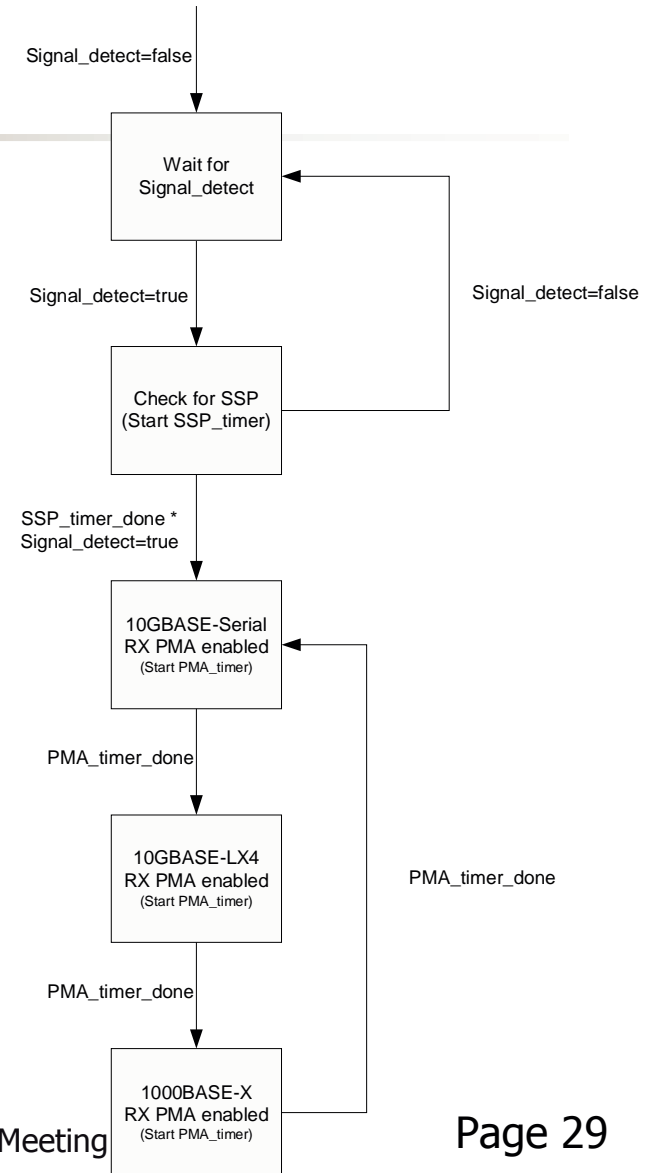 Signal_detect=false
Wait for
Signal_detect
Signal_detect=true
Signal_detect=false
Check for SSP
(Start SSP_timer)
SSP_timer_done *
Signal_detect=true
10GBASE-Serial
RX PMA enabled
(Start PMA_timer)
PMA_timer_done
10GBASE-LX4
RX PMA enabled
(Start PMA_timer)
PMA_timer_done
PMA_timer_done
1000BASE-X
RX PMA enabled
(Start PMA_timer)
Meeting
Page 29